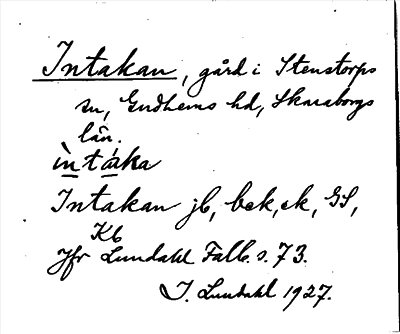 Intakan, gård i Stenstorps
sn, Gudhems hd, Skaraborgs
län.
ìntáka
Intakan jb, bek, ek, GS,
Kb
Jfr Lundahl Falb. s. 73.
I. Lundahl 1927.